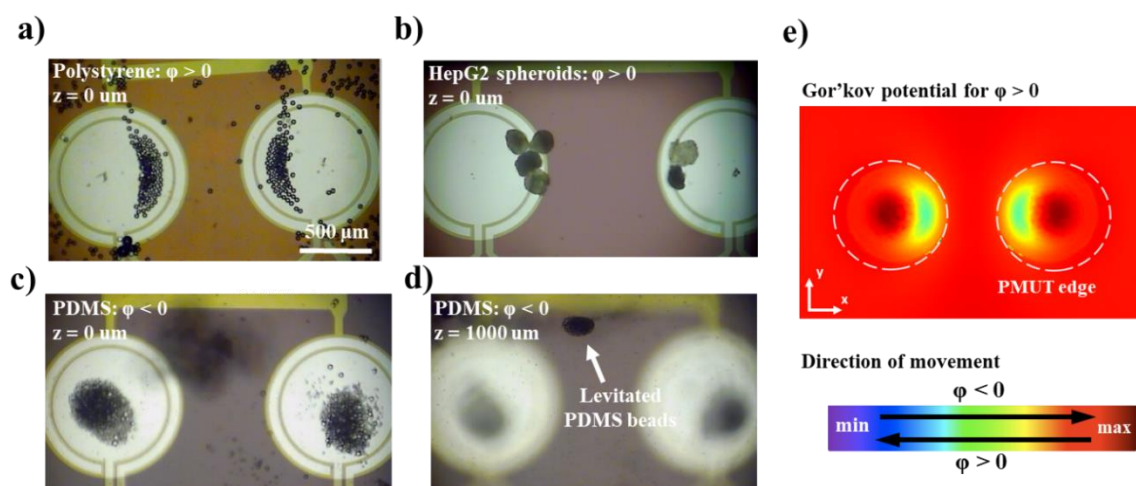 a)
Polystyrene: φ > 0
z = 0 um
500 μm
b)
HepG2 spheroids: φ > 0
z = 0 um
c)
PDMS: φ < 0
z = 0 um
d)
PDMS: φ < 0
z = 1000 um
Levitated
PDMS beads
e)
Gor’kov potential for φ > 0
y
x
PMUT edge
Direction of movement
φ < 0
min
max
φ > 0